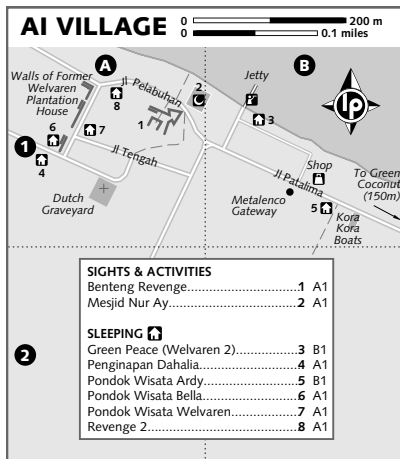 AI VILLAGE
0 200 m
0 0.1 miles
A
B
Walls of Former
Welvaren
Plantation
House
Jl Pelabuhan
2
Jetty
8
lp
1
6
7
3
1
Jl Tengah
4
Shop
Jl Patalima
To Green
Coconut
(150m)
Dutch
Graveyard
Metalenco
Gateway
5
Kora
Kora
Boats
SIGHTS & ACTIVITIES
Benteng Revenge....................1 A1
Mesjid Nur Ay........................2 A1
SLEEPING
Green Peace (Welvaren 2)................3 B1
Penginapan Dahalia....................4 A1
Pondok Wisata Ardy....................5 B1
Pondok Wisata Bella....................6 A1
Pondok Wisata Welvaren................7 A1
Revenge 2............................8 A1
2